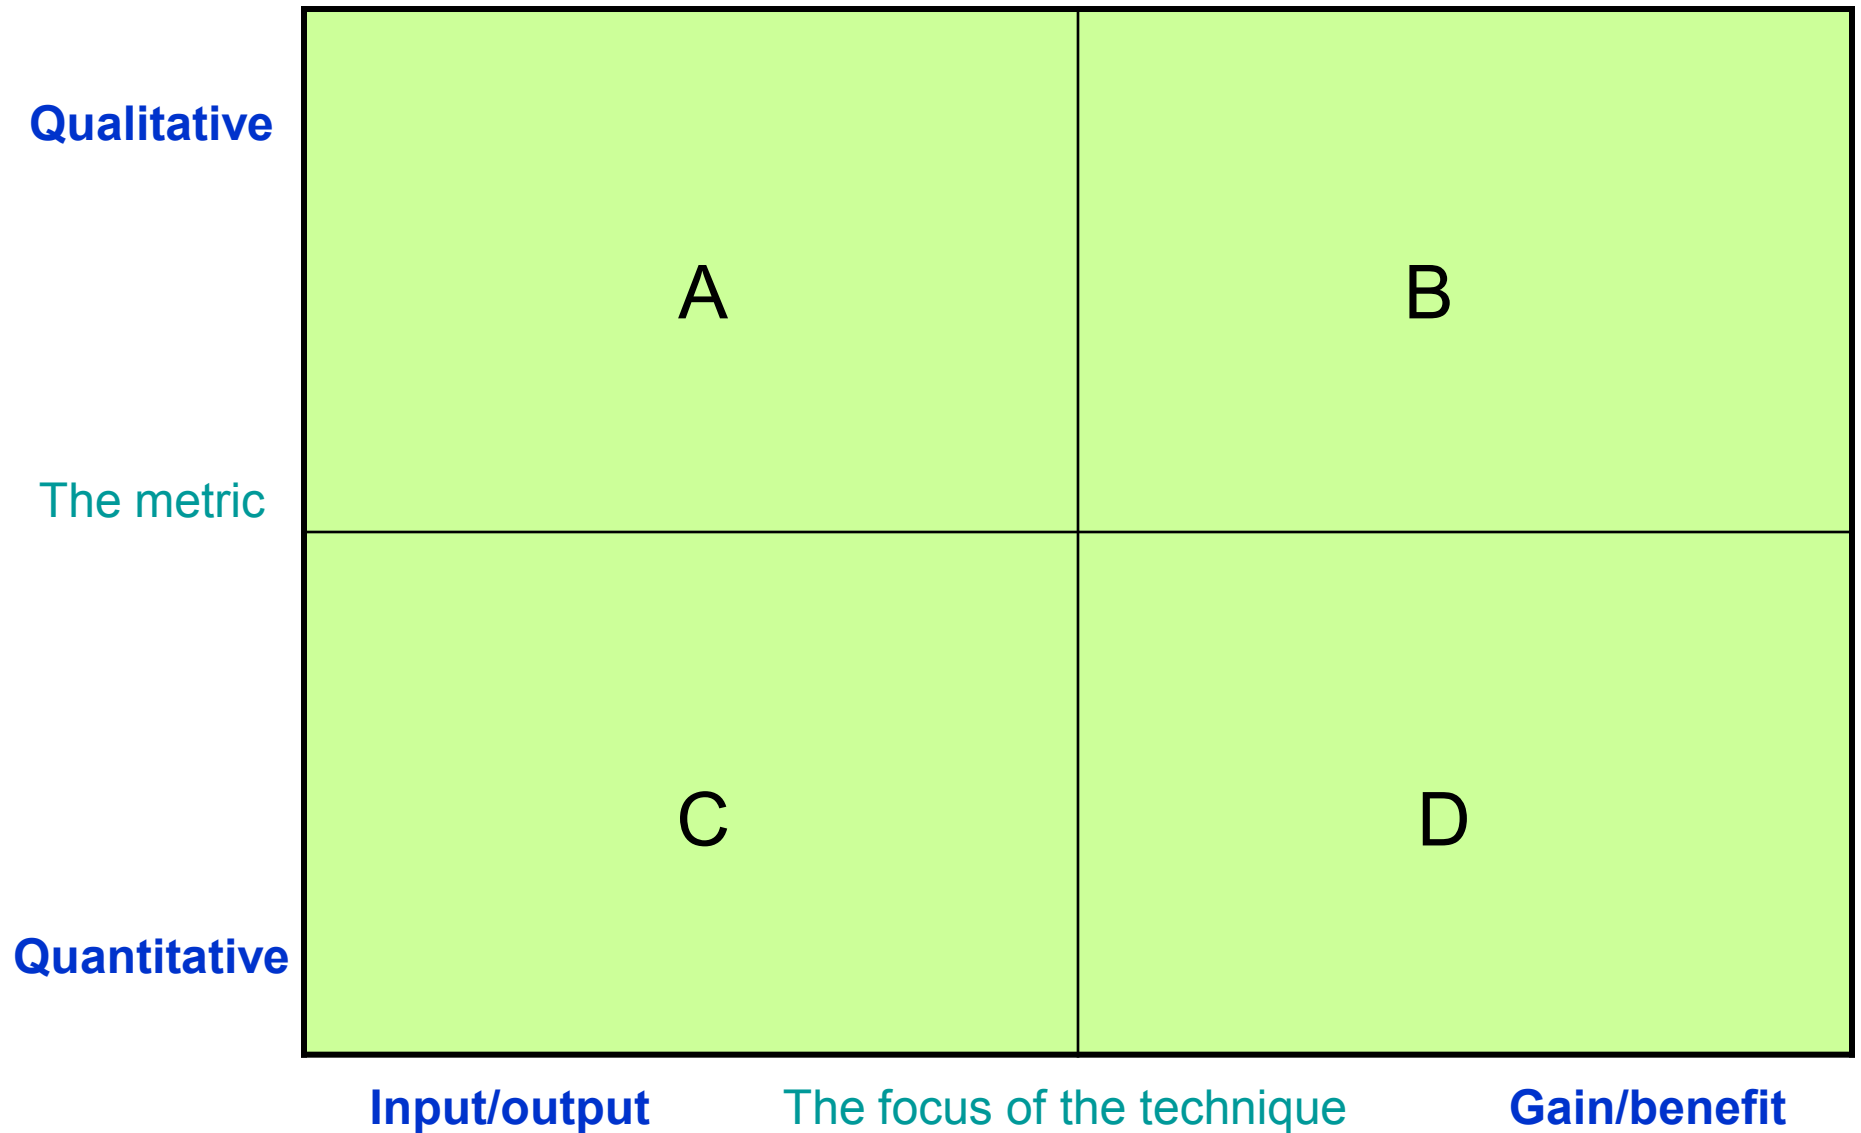 Qualitative
A
B
The metric
C
D
Quantitative
Input/output
The focus of the technique
Gain/benefit